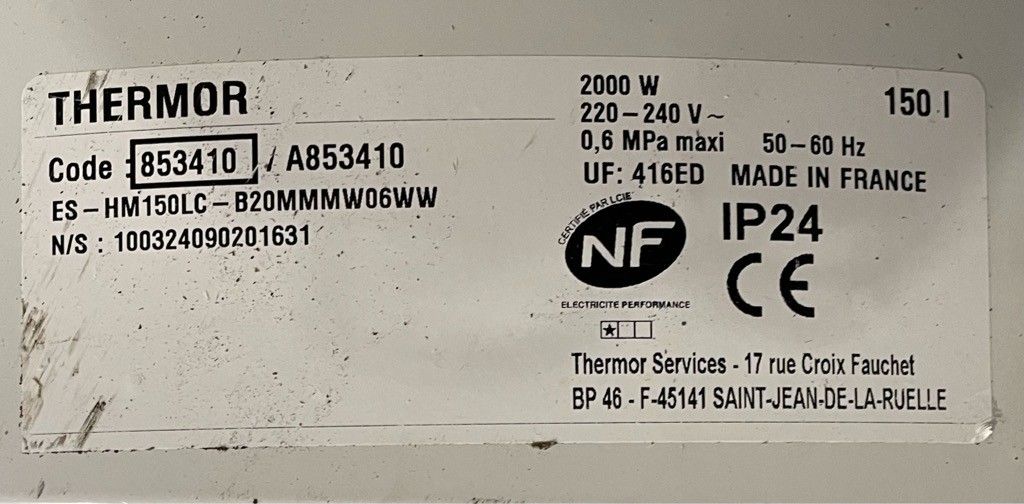 THERMOR
Code : 853410 / A853410
ES-HM150LC-B20MMMW06WW
N/S : 100324090201631
2000 W
220-240 V~
150 l
0,6 MPa maxi 50-60 Hz
UF: 416ED MADE IN FRANCE
CERTIFIÉ PAR LCIE
NF
IP24
CE
ELECTRICITE PERFORMANCE
Thermor Services - 17 rue Croix Fauchet
BP 46 - F-45141 SAINT-JEAN-DE-LA-RUELLE